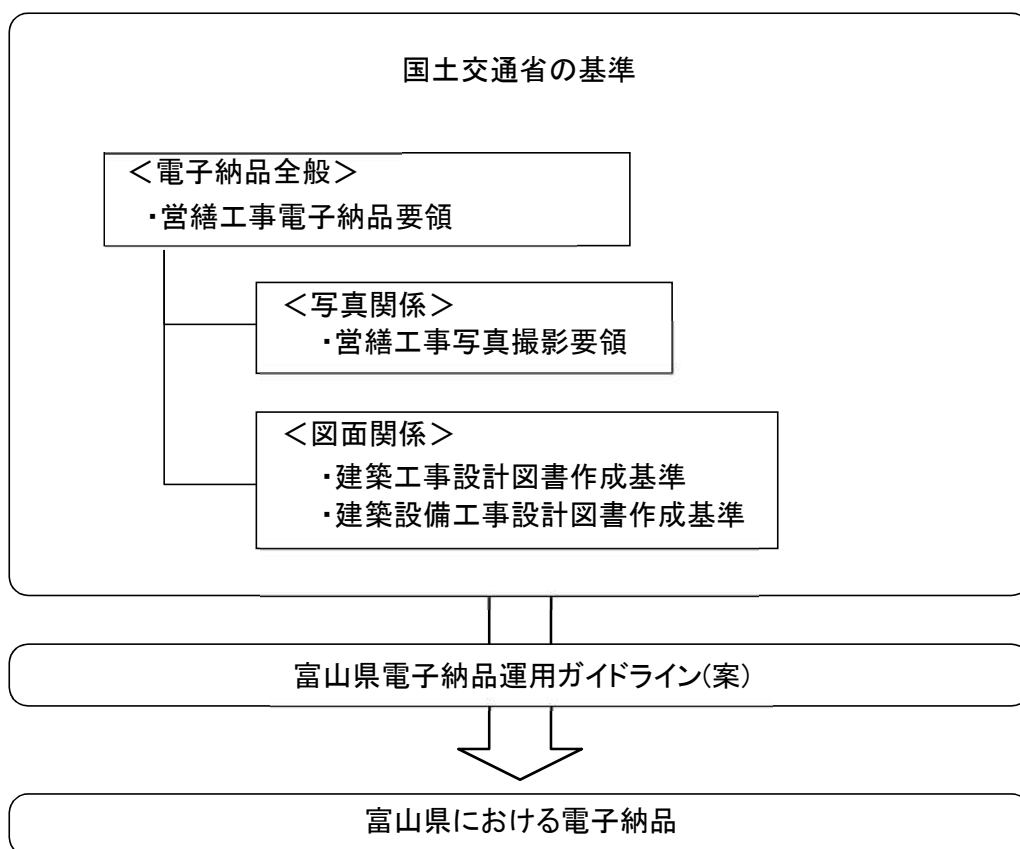 国土交通省の基準
＜電子納品全般＞
・営繕工事電子納品要領
＜写真関係＞
・営繕工事写真撮影要領
＜図面関係＞
・建築工事設計図書作成基準
・建築設備工事設計図書作成基準
富山県電子納品運用ガイドライン(案)
富山県における電子納品